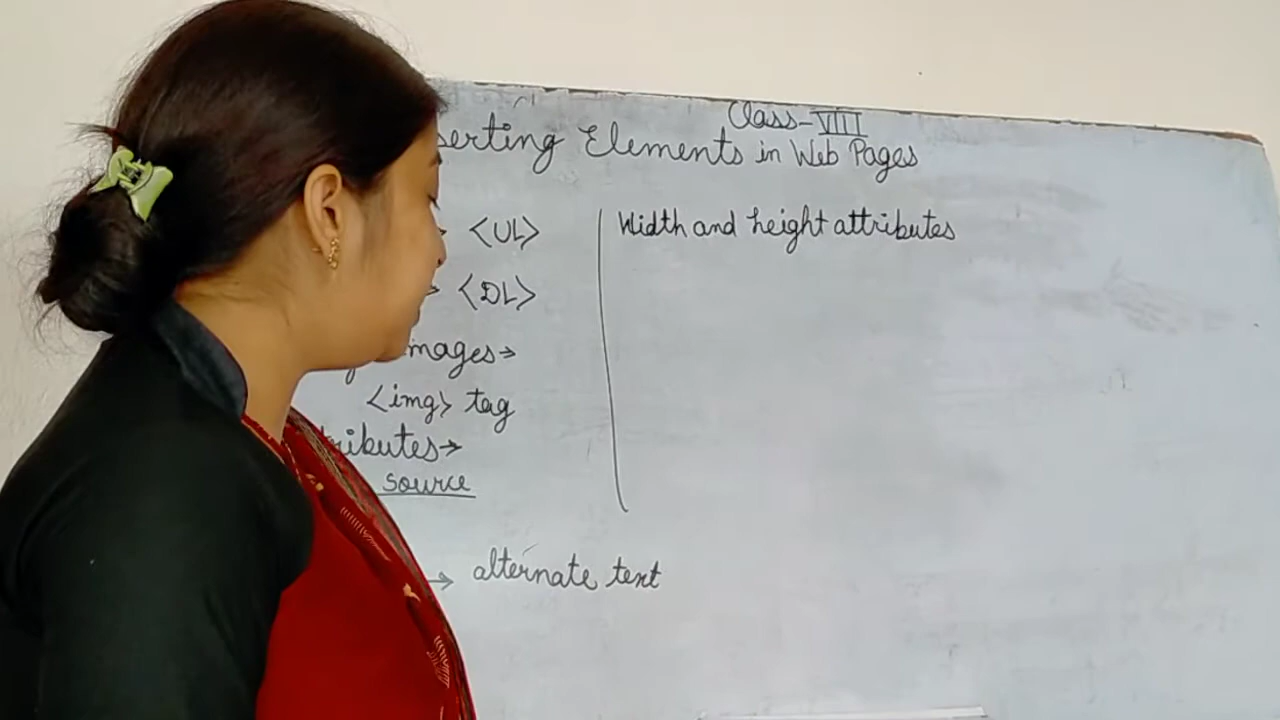 Class-VIII
serting Elements in Web Pages
<UL>
<DL>
mages→
<img> tag
tributes→
source
→ alternate text
Width and height attributes